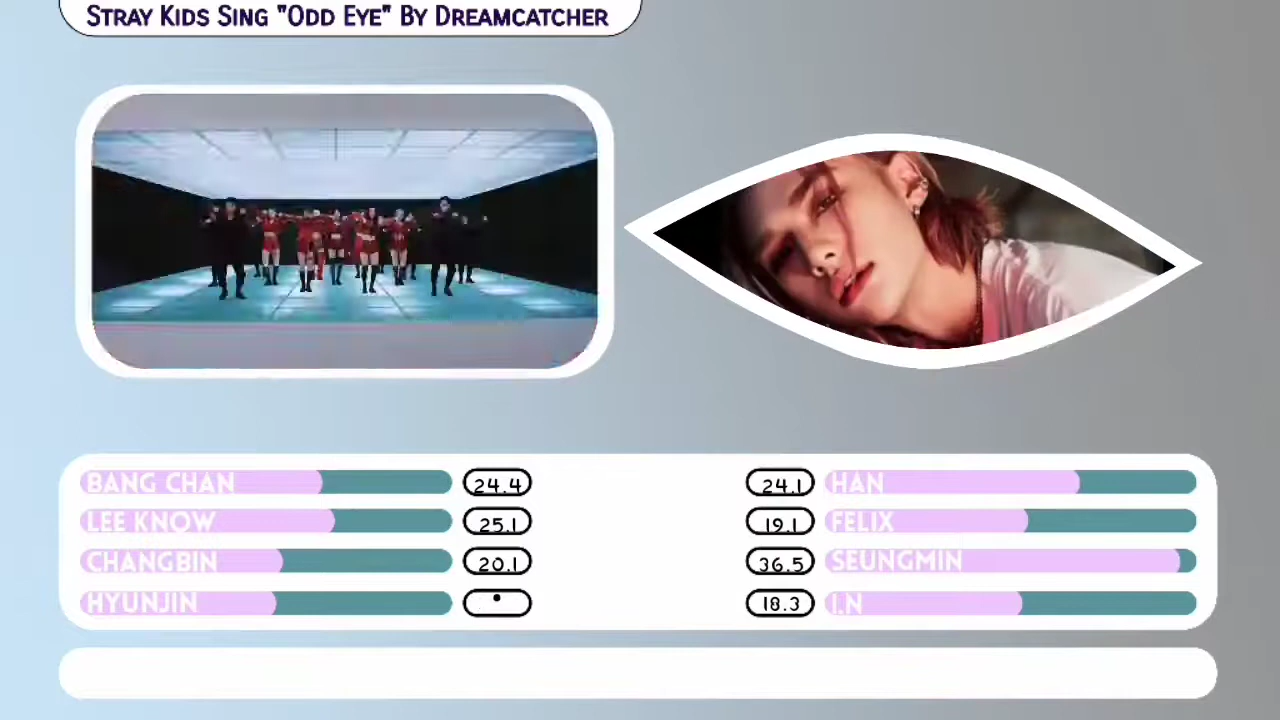 Stray Kids Sing "Odd Eye" By Dreamcatcher
BANG CHAN 24.4
LEE KNOW 25.1
CHANGBIN 20.1
HYUNJIN
24.1 HAN
19.1 FELIX
36.5 SEUNGMIN
18.3 I.N